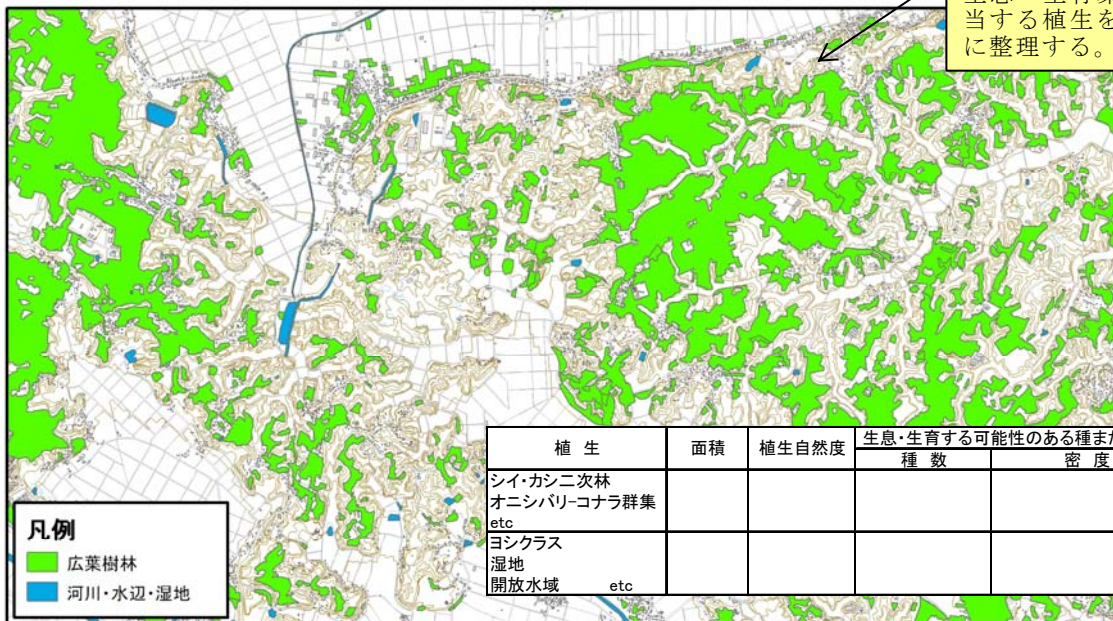 当する植生を
に整理する。
植 生
面積
植生自然度
生息・生育する可能性のある種また
種 数
密 度
シイ・カシ二次林
オニシバリ-コナラ群集
etc
ヨシクラス
湿地
開放水域 etc
凡例
広葉樹林
河川・水辺・湿地